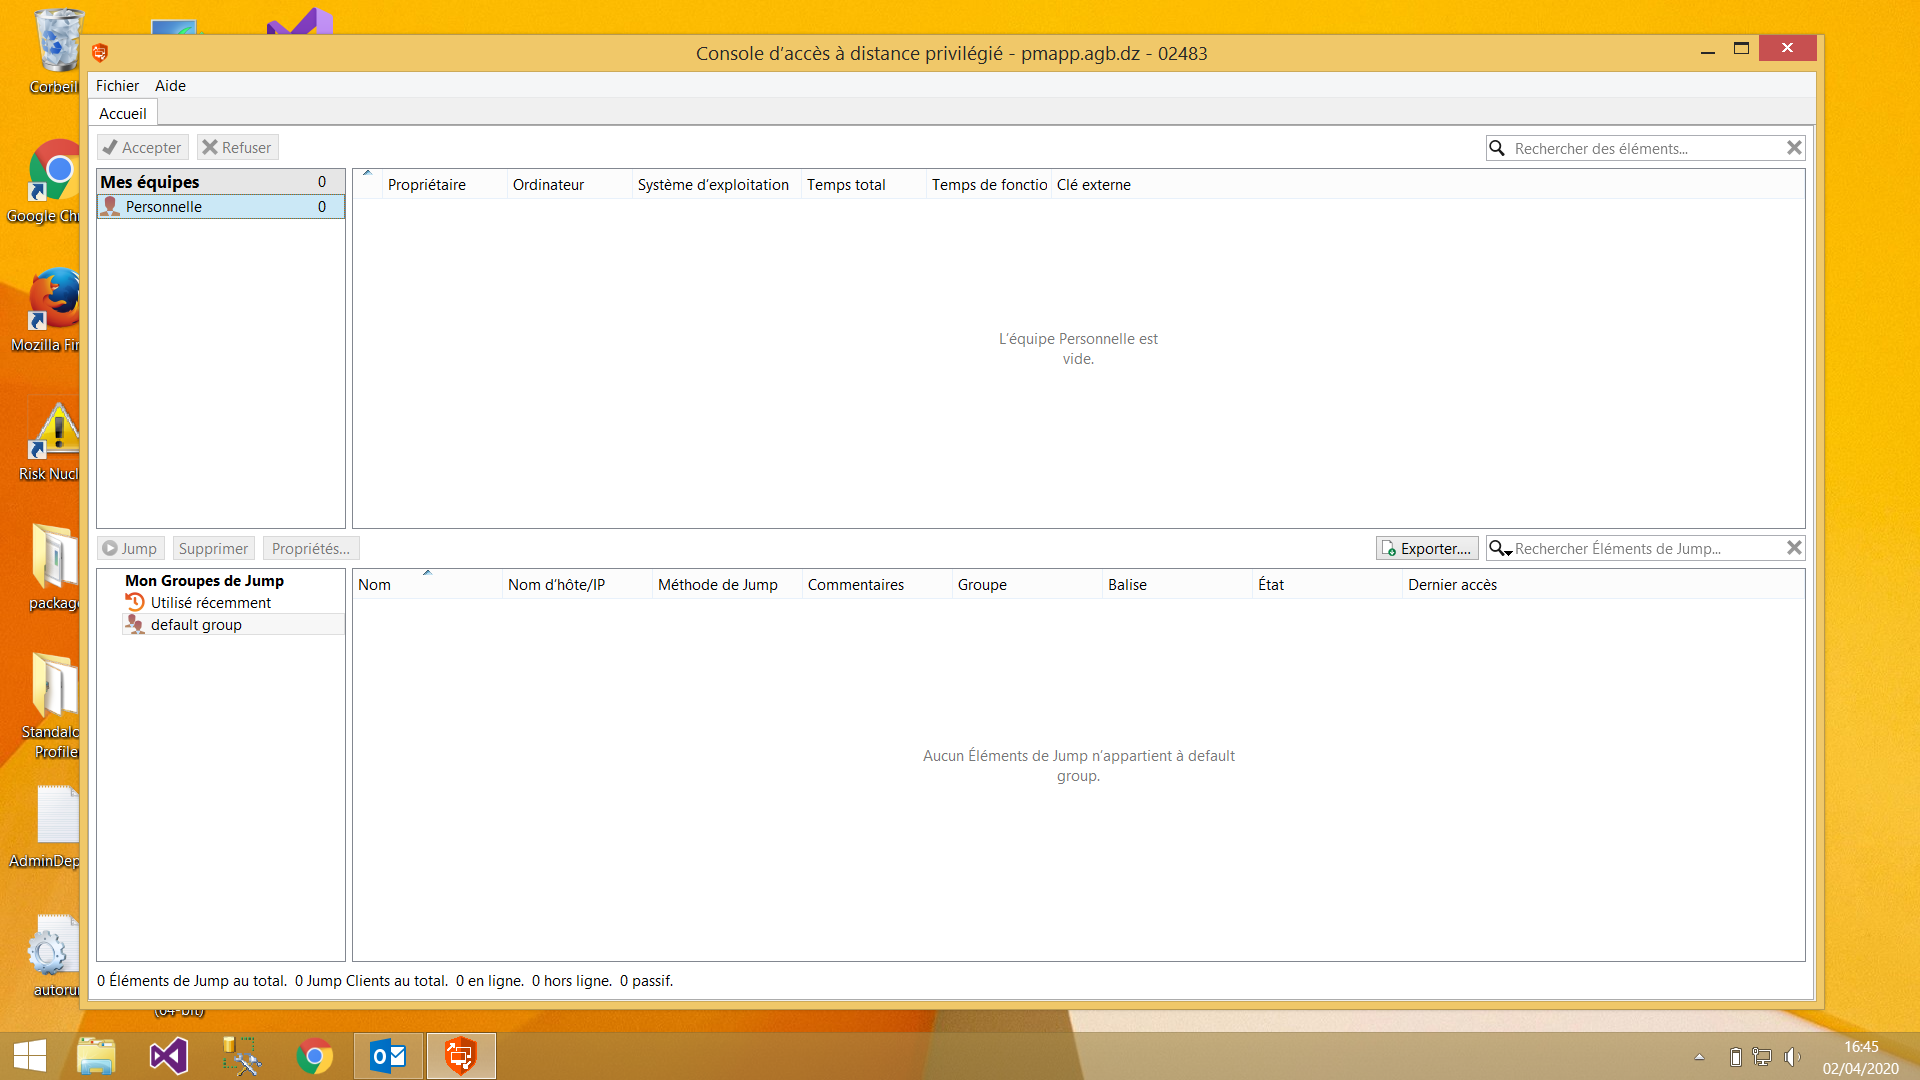 Console d'accès à distance privilégié - pmapp.agb.dz - 02483
Fichier Aide
Accueil
Accepter Refuser
Rechercher des éléments...
Mes équipes 0
Personnelle 0
Propriétaire Ordinateur Système d'exploitation Temps total Temps de fonctio Clé externe
L'équipe Personnelle est
vide.
Jump Supprimer Propriétés...
Exporter.... Rechercher Éléments de Jump...
Mon Groupes de Jump
Utilisé récemment
default group
Nom Nom d'hôte/IP Méthode de Jump Commentaires Groupe Balise État Dernier accès
Aucun Éléments de Jump n'appartient à default
group.
0 Éléments de Jump au total. 0 Jump Clients au total. 0 en ligne. 0 hors ligne. 0 passif.
Corbeil
Google Ch
Mozilla Fir
Risk Nucl
package
Standalo
Profile
AdminDep
autoru
(64-bit)
16:45
02/04/2020